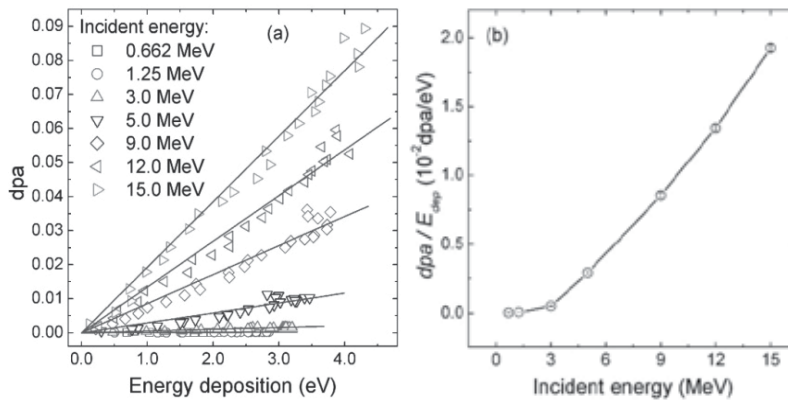 (a)
Incident energy:
0.662 MeV
1.25 MeV
3.0 MeV
5.0 MeV
9.0 MeV
12.0 MeV
15.0 MeV
dpa
0.09
0.08
0.07
0.06
0.05
0.04
0.03
0.02
0.01
0.00
0.0 1.0 2.0 3.0 4.0
Energy deposition (eV)
(b)
dpa / E_dep (10⁻²dpa/eV)
2.0
1.5
1.0
0.5
0.0
0 3 6 9 12 15
Incident energy (MeV)